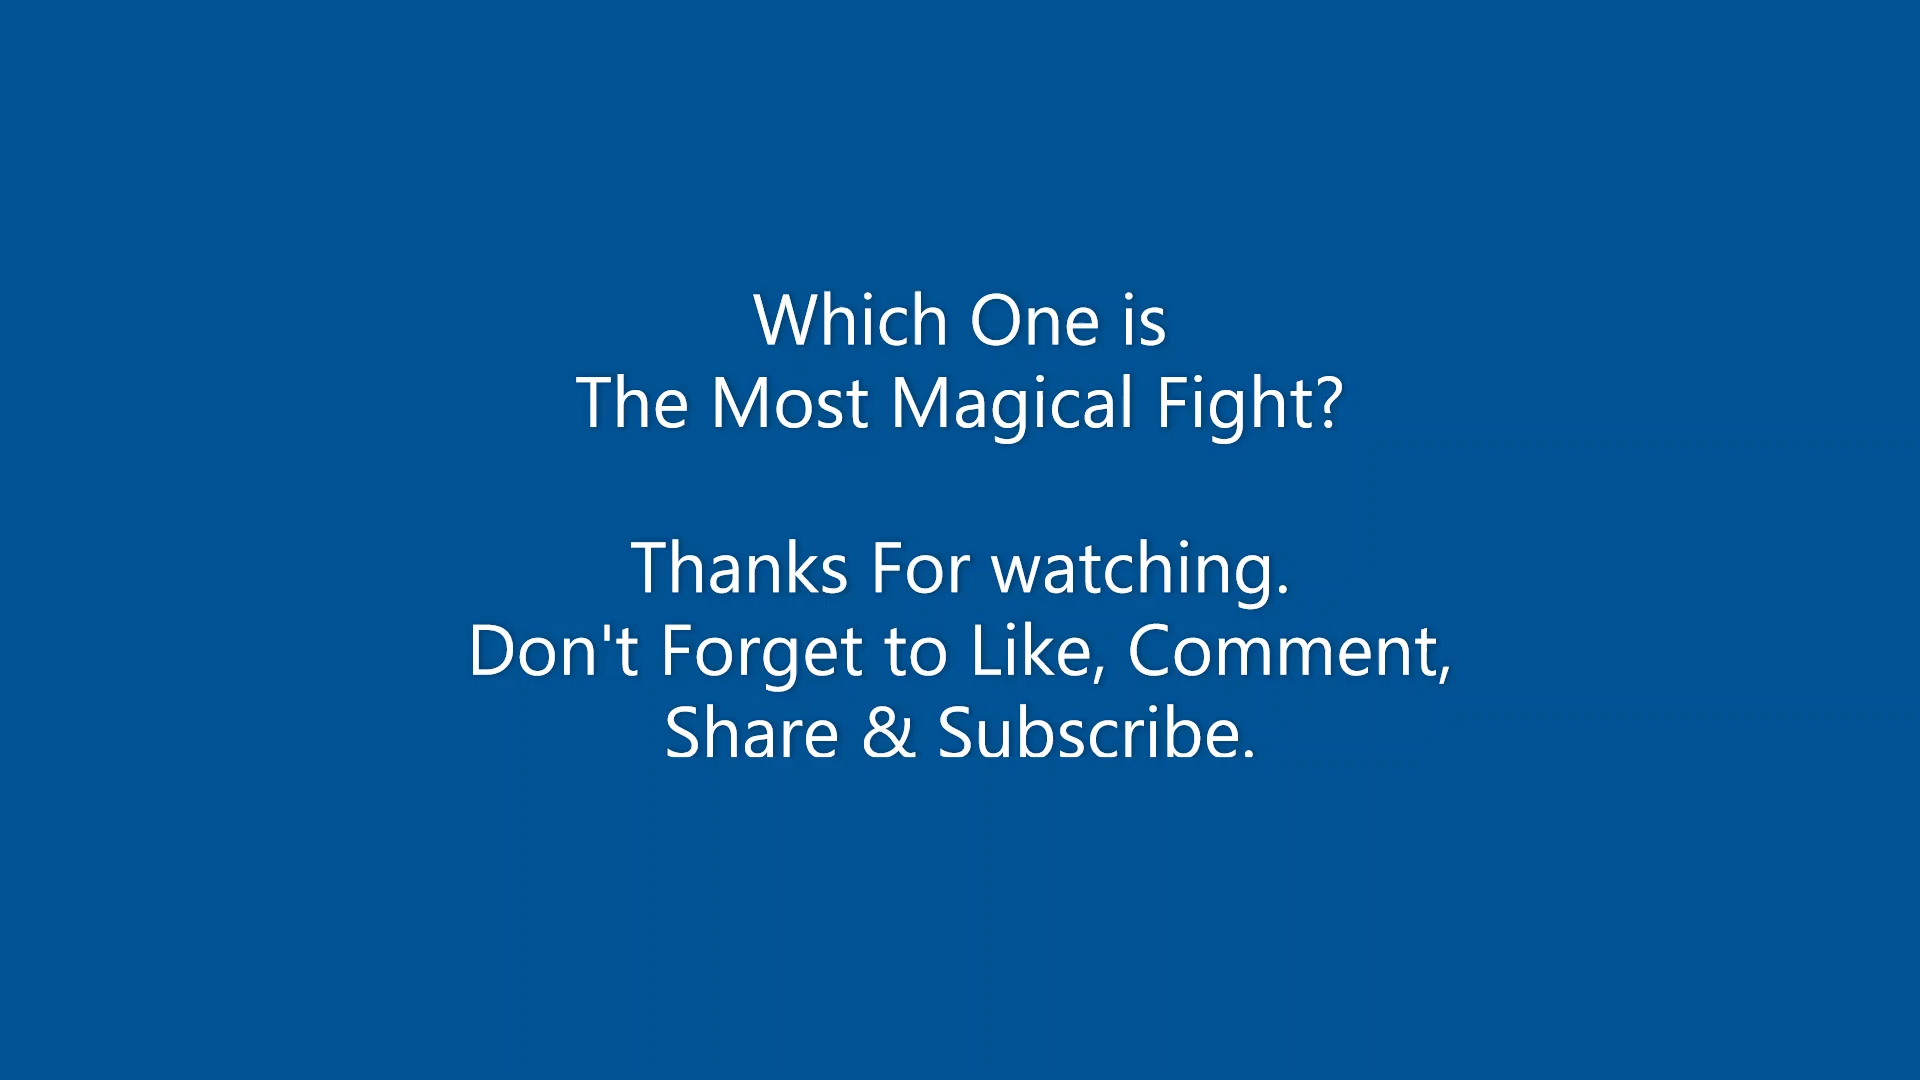 Which One is
The Most Magical Fight?
Thanks For watching.
Don't Forget to Like, Comment,
Share & Subscribe.